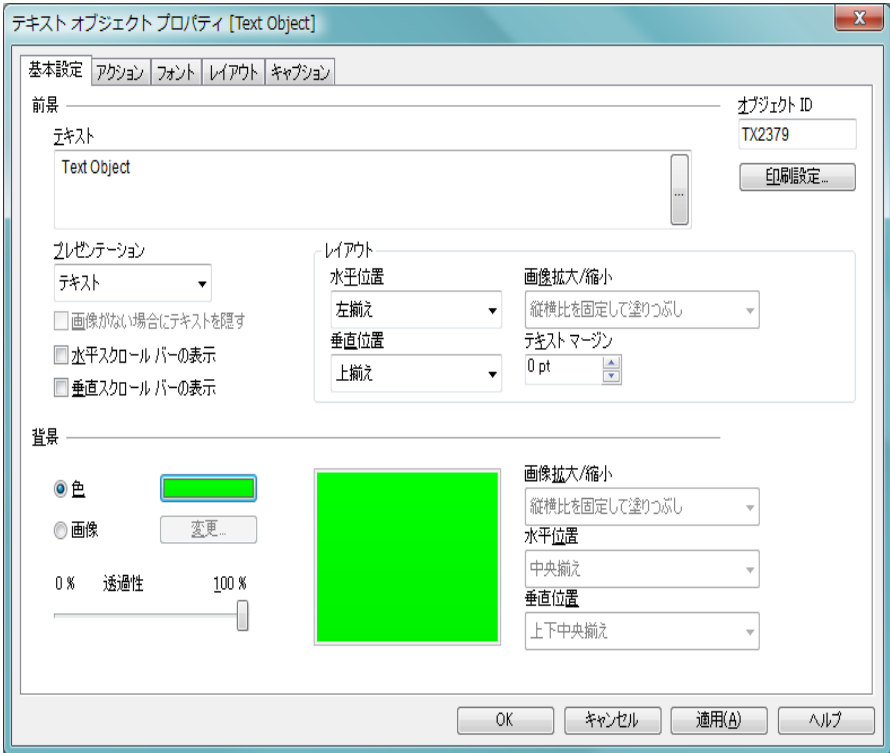 テキスト オブジェクト プロパティ [Text Object]
基本設定 アクション フォント レイアウト キャプション
前景
オブジェクト ID
テキスト
TX2379
Text Object
...
印刷設定...
プレゼンテーション
レイアウト
テキスト
水平位置
画像拡大/縮小
左揃え
縦横比を固定して塗りつぶし
画像がない場合にテキストを隠す
垂直位置
テキスト マージン
水平スクロール バーの表示
上揃え
0 pt
垂直スクロール バーの表示
背景
色
画像拡大/縮小
縦横比を固定して塗りつぶし
画像
変更...
水平位置
中央揃え
0 % 透過性 100 %
垂直位置
上下中央揃え
OK キャンセル 適用(A) ヘルプ